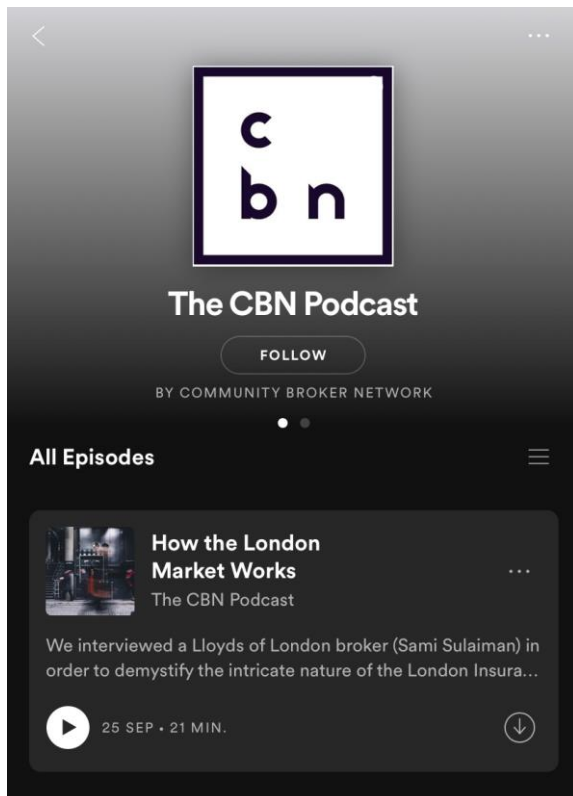 c
b n
The CBN Podcast
FOLLOW
BY COMMUNITY BROKER NETWORK
All Episodes
How the London
Market Works
The CBN Podcast
We interviewed a Lloyds of London broker (Sami Sulaiman) in
order to demystify the intricate nature of the London Insura...
25 SEP • 21 MIN.